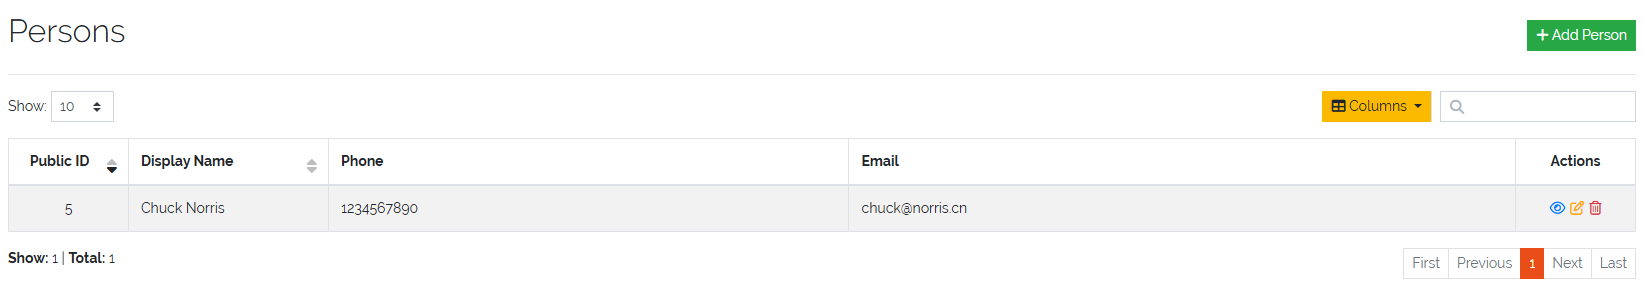 Persons
+ Add Person
Show: 10
Columns
Public ID Display Name Phone Email Actions
5 Chuck Norris 1234567890 chuck@norris.cn
Show: 1 | Total: 1
First Previous 1 Next Last